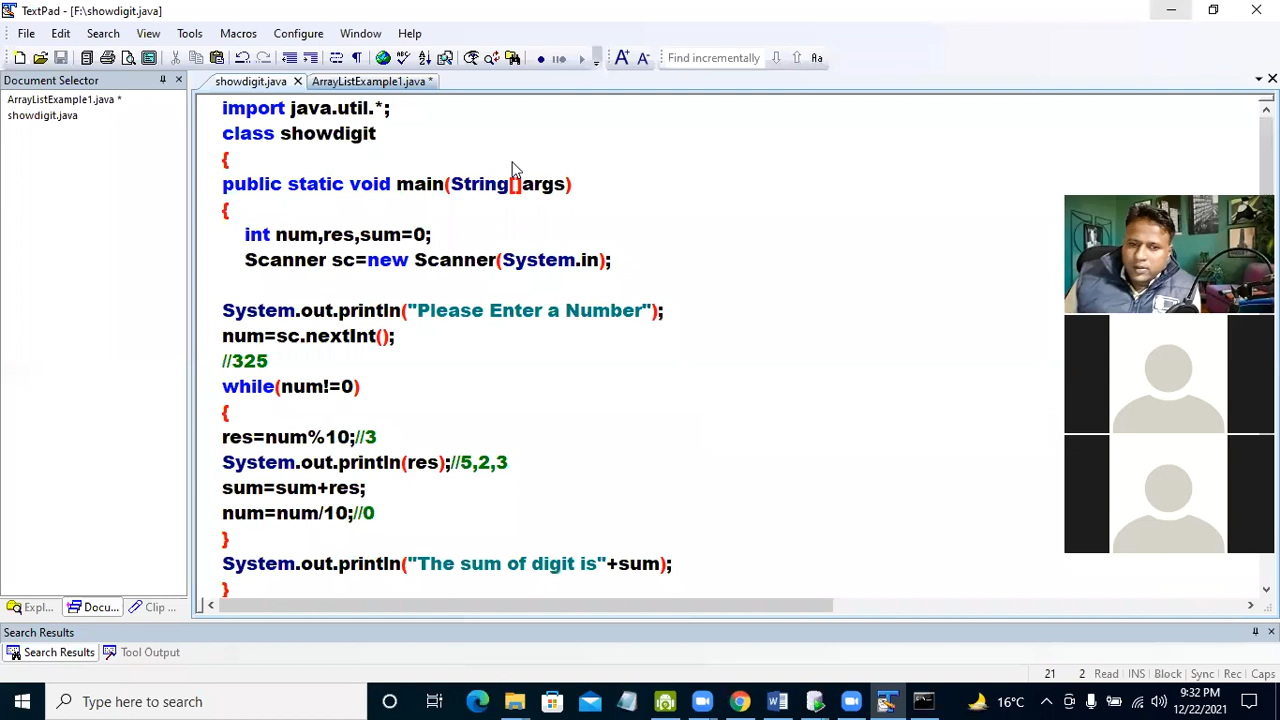 TextPad - [F:\showdigit.java]
File Edit Search View Tools Macros Configure Window Help
Find incrementally
Document Selector
showdigit.java ArrayListExample1.java *
ArrayListExample1.java *
showdigit.java
import java.util.*;
class showdigit
{
public static void main(String[]args)
{
int num,res,sum=0;
Scanner sc=new Scanner(System.in);
System.out.println("Please Enter a Number");
num=sc.nextInt();
//325
while(num!=0)
{
res=num%10;//3
System.out.println(res);//5,2,3
sum=sum+res;
num=num/10;//0
}
System.out.println("The sum of digit is"+sum);
}
Expl... Docu... Clip ...
Search Results
Search Results Tool Output
21 2 Read INS Block Sync Rec Caps
Type here to search
16°C
9:32 PM
12/22/2021